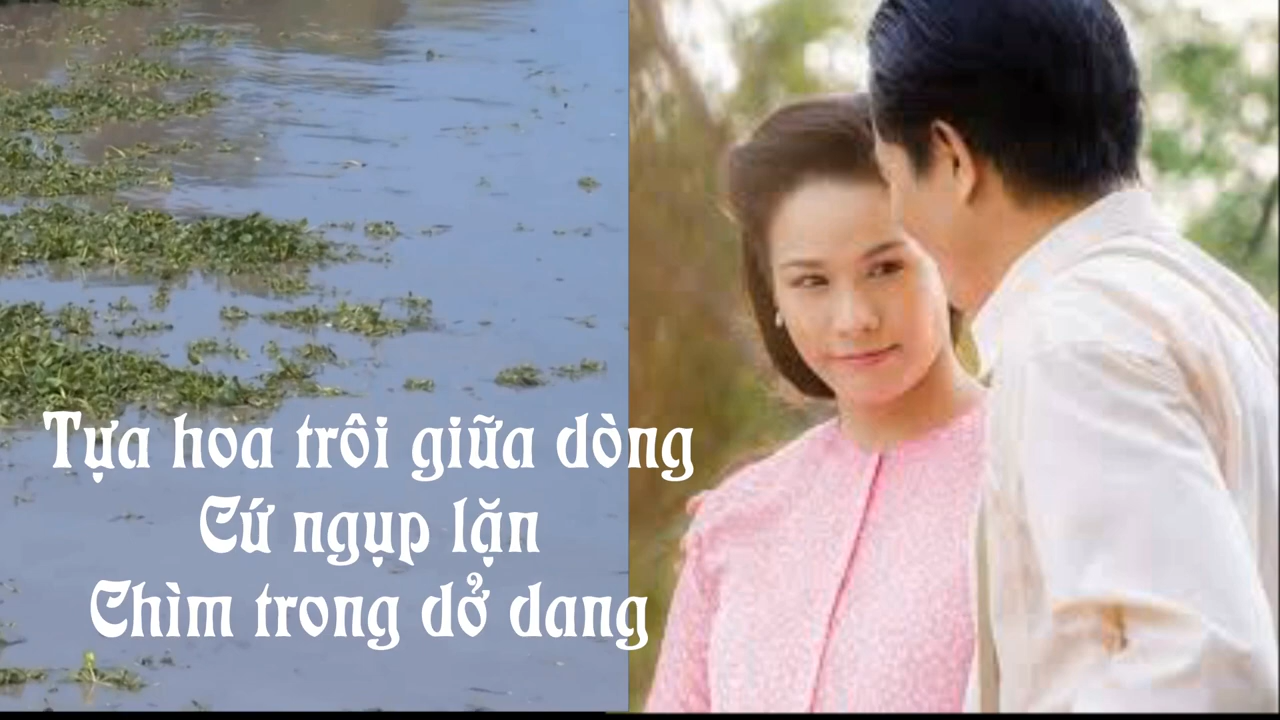 Tựa hoa trôi giữa dòng
Cứ ngụp lặn
Chìm trong dở dang